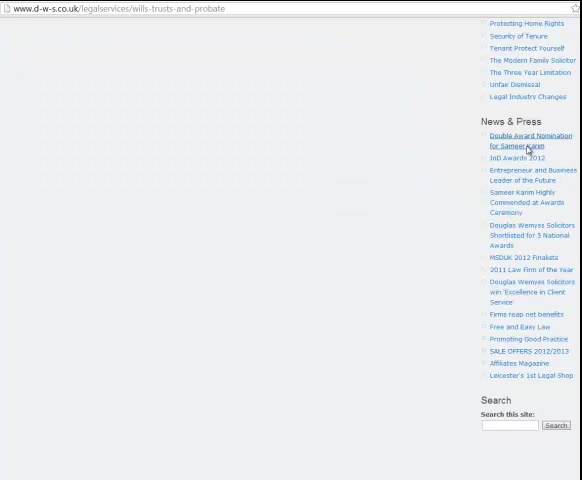 www.d-w-s.co.uk/legalservices/wills-trusts-and-probate
Protecting Home Rights
Security of Tenure
Tenant Protect Yourself
The Modern Family Solicitor
The Three Year Limitation
Unfair Dismissal
Legal Industry Changes
News & Press
Double Award Nomination
for Sameer Karim
IoD Awards 2012
Entrepreneur and Business
Leader of the Future
Sameer Karim Highly
Commended at Awards
Ceremony
Douglas Wemyss Solicitors
Shortlisted for 5 National
Awards
MSDUK 2012 Finalists
2011 Law Firm of the Year
Douglas Wemyss Solicitors
win 'Excellence in Client
Service'
Firms reap net benefits
Free and Easy Law
Promoting Good Practice
SALE OFFERS 2012/2013
Affiliates Magazine
Leicester's 1st Legal Shop
Search
Search this site:
Search